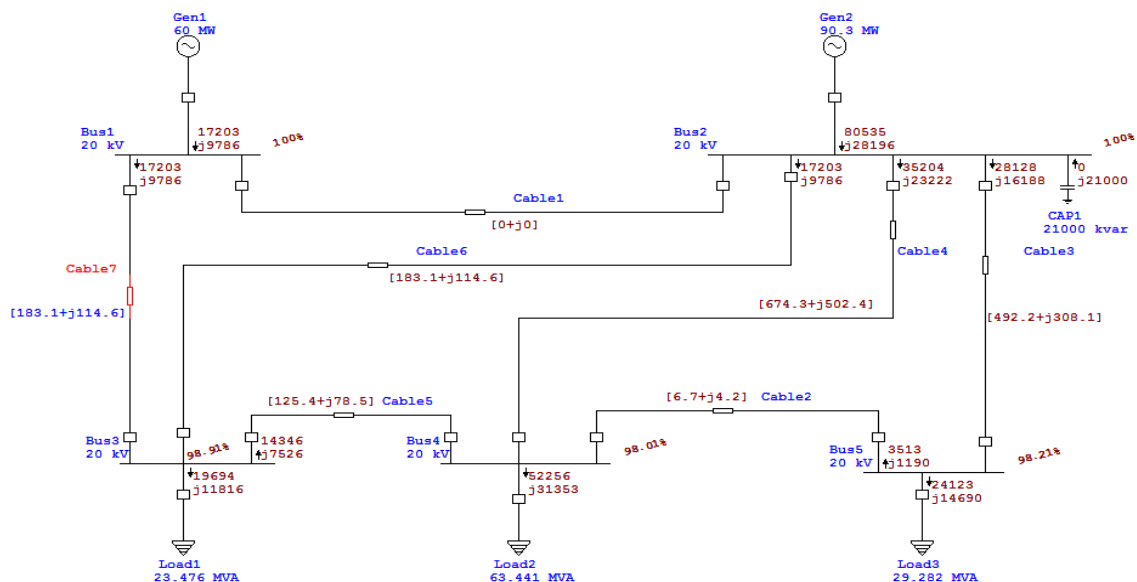 Gen1
60 MW
Gen2
90.3 MW
Bus1
20 kV
17203
j9786
100%
Bus2
20 kV
80535
j28196
100%
17203
j9786
17203
j9786
35204
j23222
28128
j16188
0
j21000
CAP1
21000 kvar
Cable1
[0+j0]
Cable6
[183.1+j114.6]
Cable4
Cable3
Cable7
[183.1+j114.6]
[674.3+j502.4]
[492.2+j308.1]
[125.4+j78.5]
Cable5
[6.7+j4.2]
Cable2
Bus3
20 kV
98.91%
14346
j7526
Bus4
20 kV
98.01%
Bus5
20 kV
3513
j1190
98.21%
19694
j11816
52256
j31353
24123
j14690
Load1
23.476 MVA
Load2
63.441 MVA
Load3
29.282 MVA